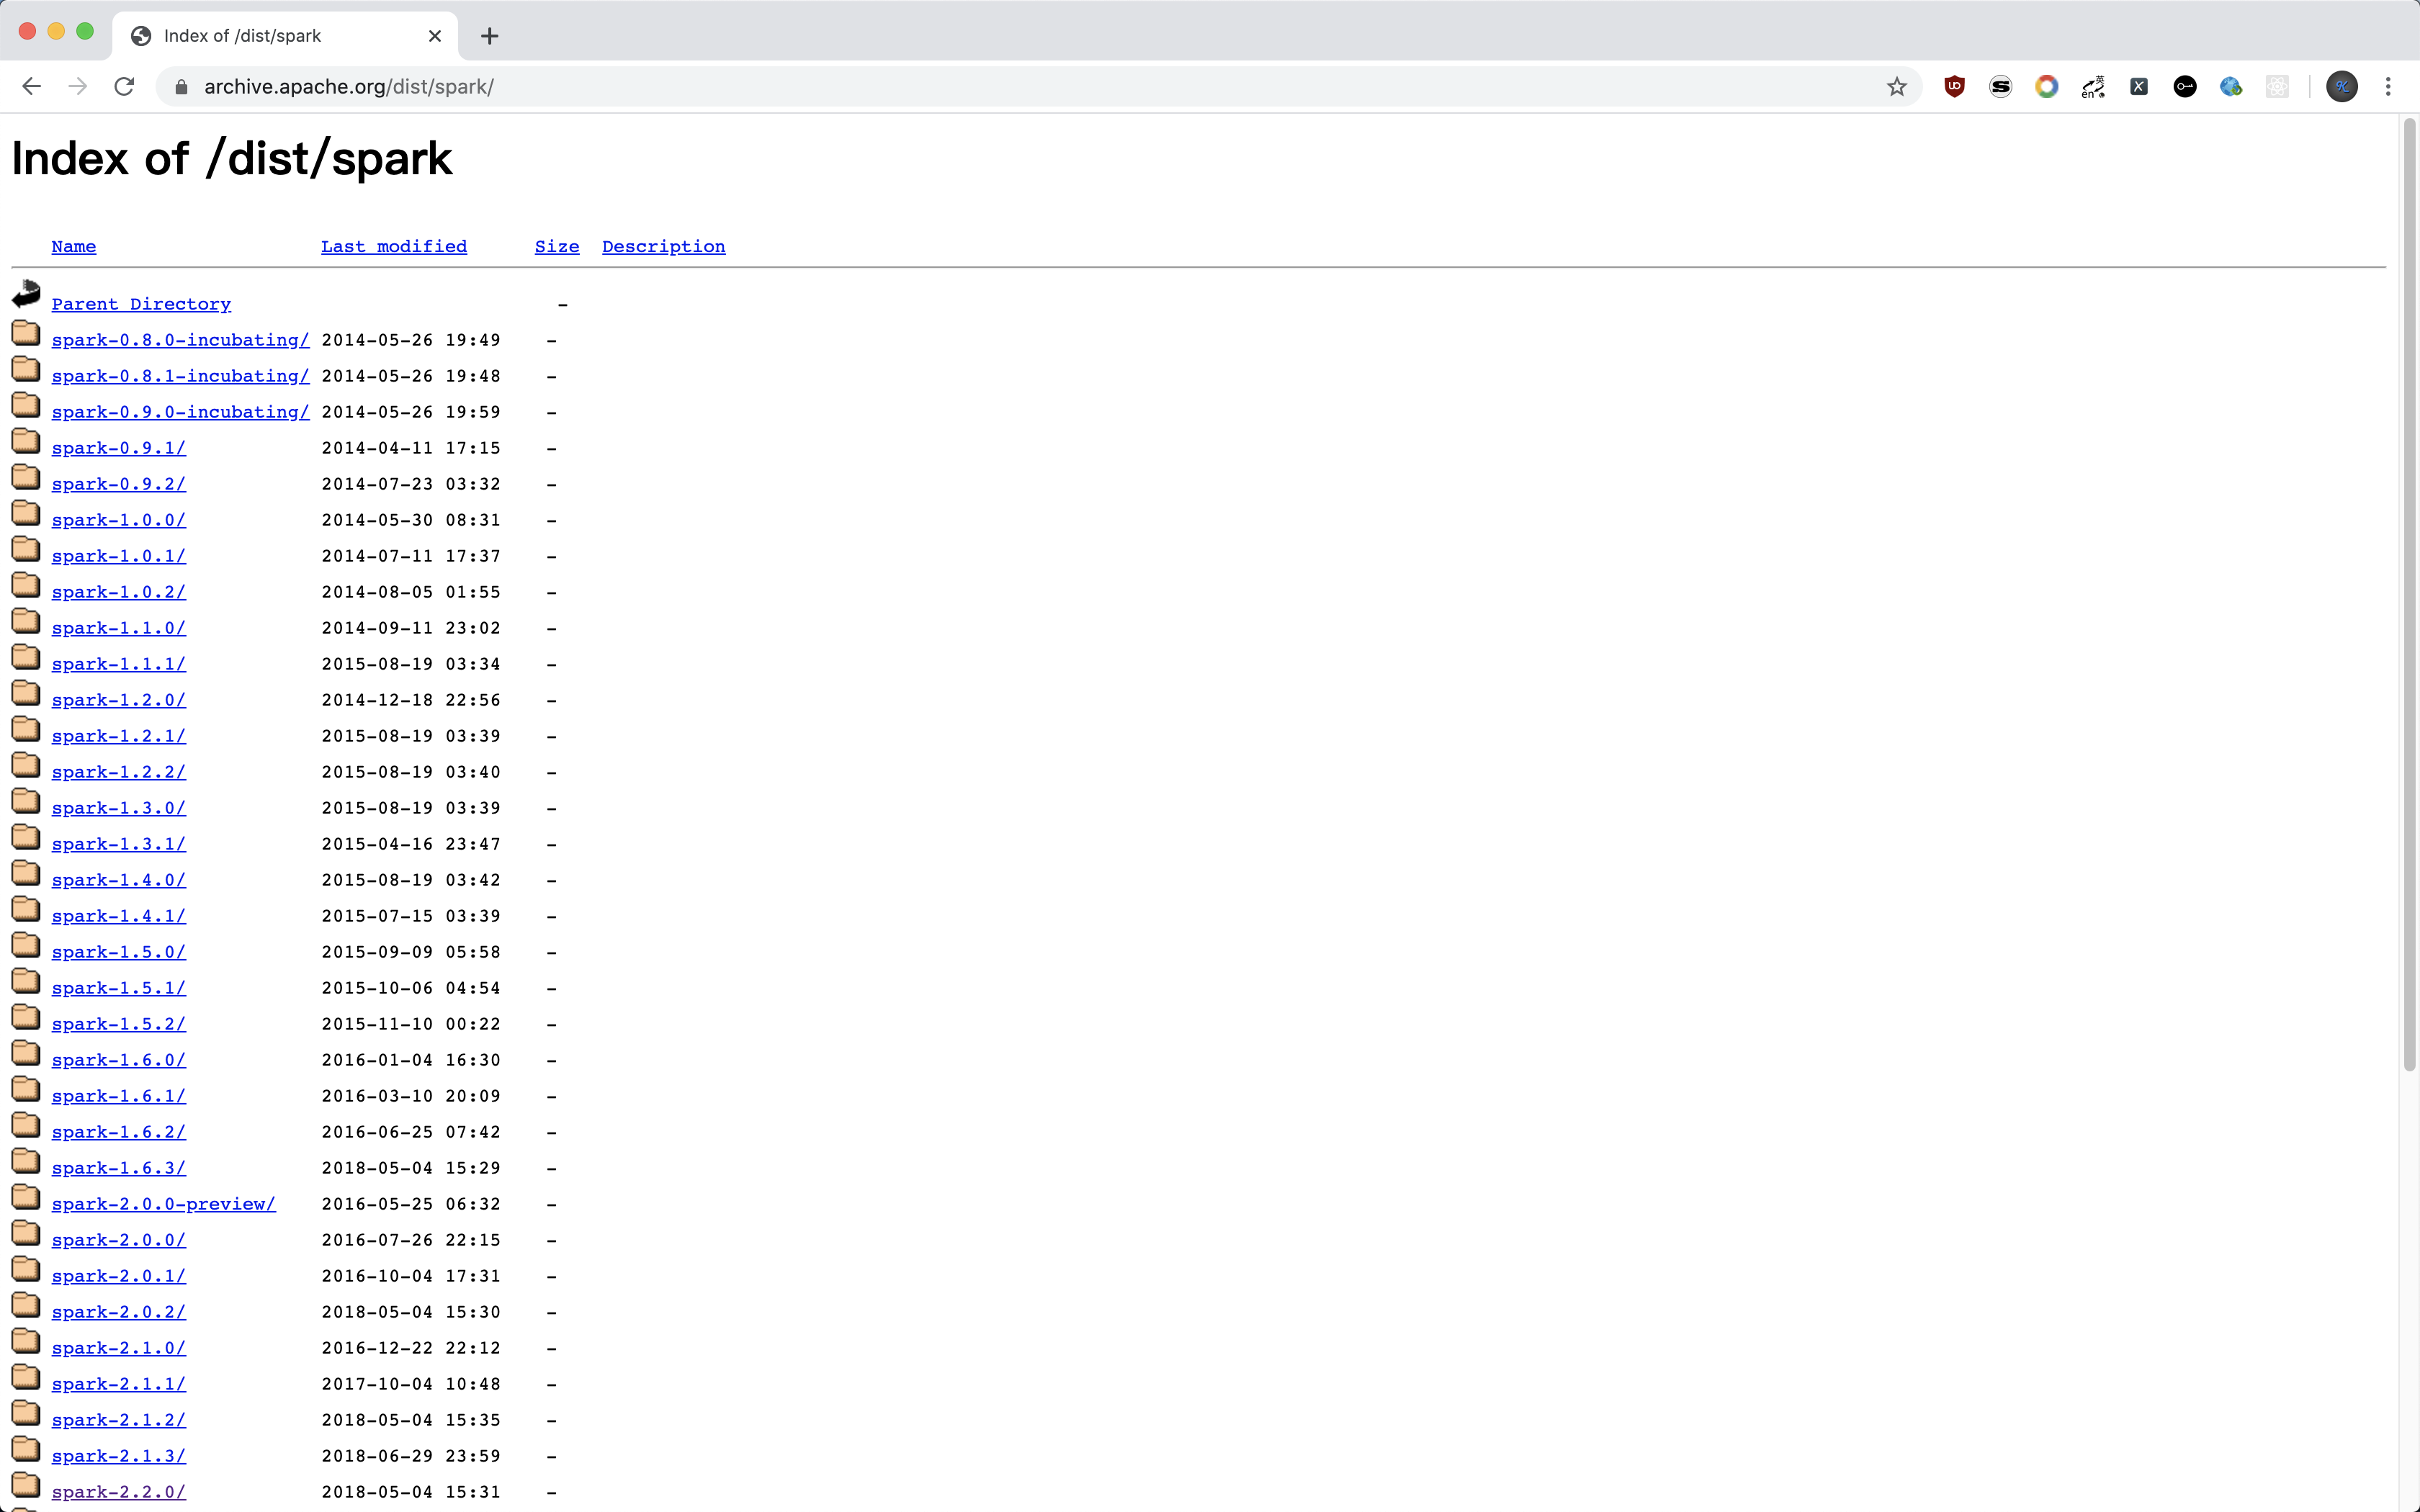 Index of /dist/spark
archive.apache.org/dist/spark/
英
en
Index of /dist/spark
Name Last modified Size Description
Parent Directory -
spark-0.8.0-incubating/ 2014-05-26 19:49 -
spark-0.8.1-incubating/ 2014-05-26 19:48 -
spark-0.9.0-incubating/ 2014-05-26 19:59 -
spark-0.9.1/ 2014-04-11 17:15 -
spark-0.9.2/ 2014-07-23 03:32 -
spark-1.0.0/ 2014-05-30 08:31 -
spark-1.0.1/ 2014-07-11 17:37 -
spark-1.0.2/ 2014-08-05 01:55 -
spark-1.1.0/ 2014-09-11 23:02 -
spark-1.1.1/ 2015-08-19 03:34 -
spark-1.2.0/ 2014-12-18 22:56 -
spark-1.2.1/ 2015-08-19 03:39 -
spark-1.2.2/ 2015-08-19 03:40 -
spark-1.3.0/ 2015-08-19 03:39 -
spark-1.3.1/ 2015-04-16 23:47 -
spark-1.4.0/ 2015-08-19 03:42 -
spark-1.4.1/ 2015-07-15 03:39 -
spark-1.5.0/ 2015-09-09 05:58 -
spark-1.5.1/ 2015-10-06 04:54 -
spark-1.5.2/ 2015-11-10 00:22 -
spark-1.6.0/ 2016-01-04 16:30 -
spark-1.6.1/ 2016-03-10 20:09 -
spark-1.6.2/ 2016-06-25 07:42 -
spark-1.6.3/ 2018-05-04 15:29 -
spark-2.0.0-preview/ 2016-05-25 06:32 -
spark-2.0.0/ 2016-07-26 22:15 -
spark-2.0.1/ 2016-10-04 17:31 -
spark-2.0.2/ 2018-05-04 15:30 -
spark-2.1.0/ 2016-12-22 22:12 -
spark-2.1.1/ 2017-10-04 10:48 -
spark-2.1.2/ 2018-05-04 15:35 -
spark-2.1.3/ 2018-06-29 23:59 -
spark-2.2.0/ 2018-05-04 15:31 -